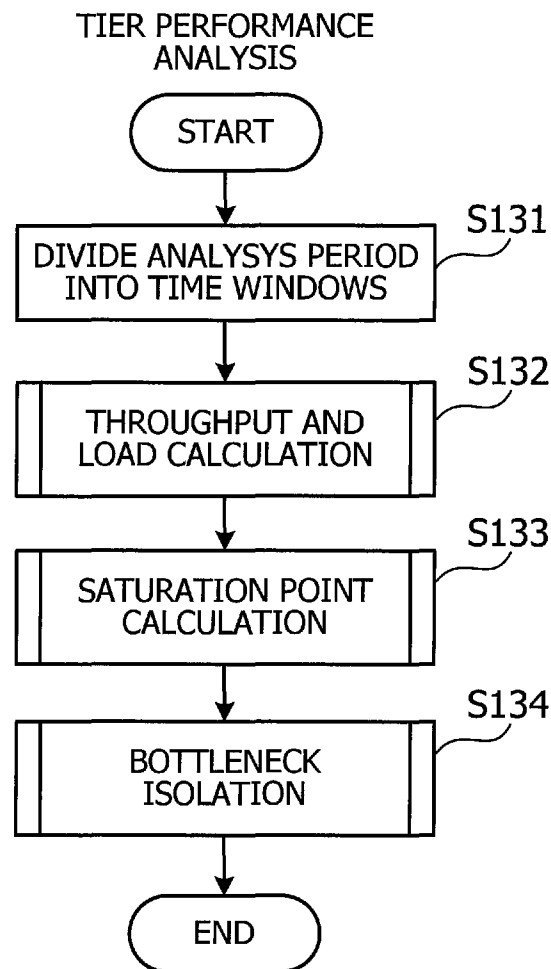 TIER PERFORMANCE
ANALYSIS
START
S131
DIVIDE ANALYSYS PERIOD
INTO TIME WINDOWS
S132
THROUGHPUT AND
LOAD CALCULATION
S133
SATURATION POINT
CALCULATION
S134
BOTTLENECK
ISOLATION
END